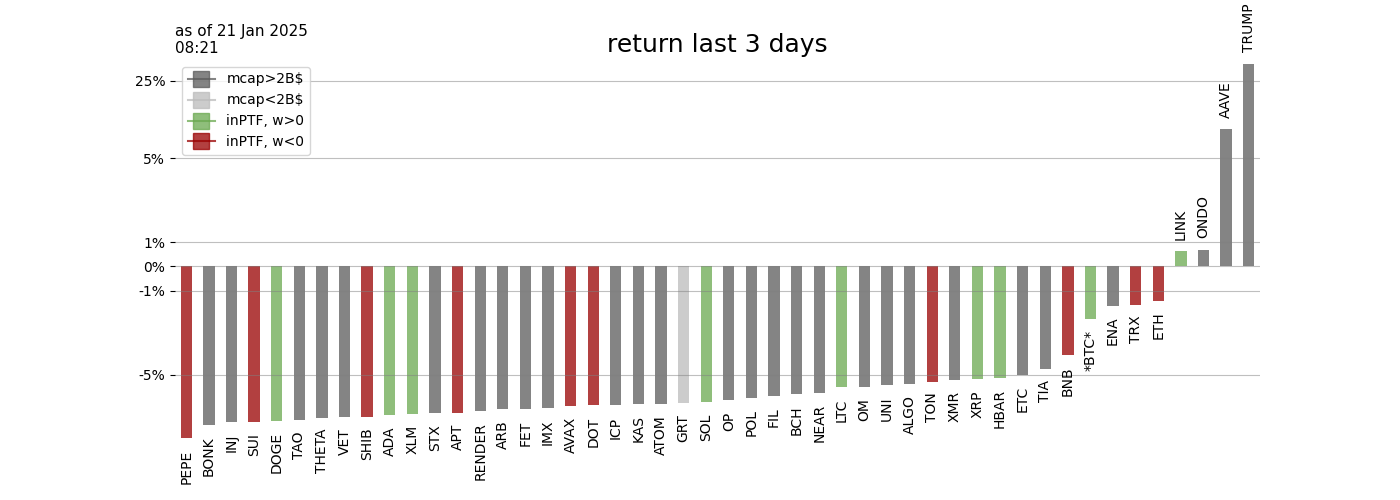 as of 21 Jan 2025
08:21
return last 3 days
mcap>2B$
mcap<2B$
inPTF, w>0
inPTF, w<0
25%
5%
1%
0%
-1%
-5%
PEPE
BONK
INJ
SUI
DOGE
TAO
THETA
VET
SHIB
ADA
XLM
STX
APT
RENDER
ARB
FET
IMX
AVAX
DOT
ICP
KAS
ATOM
GRT
SOL
OP
POL
FIL
BCH
NEAR
LTC
OM
UNI
ALGO
TON
XMR
XRP
HBAR
ETC
TIA
BNB
*BTC*
ENA
TRX
ETH
LINK
ONDO
AAVE
TRUMP